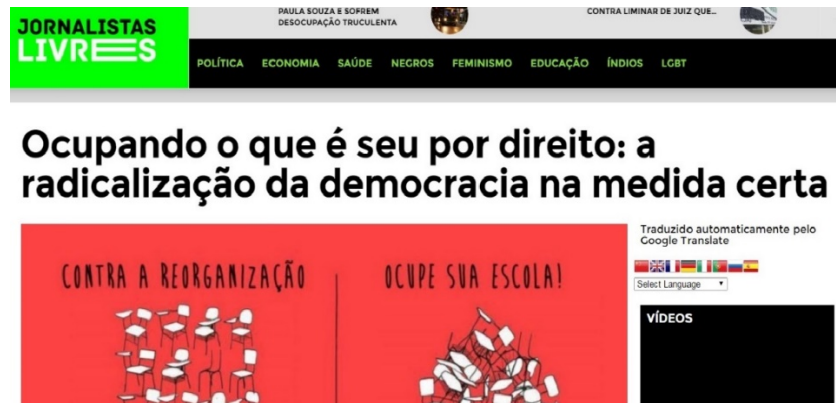 JORNALISTAS
LIVRES
PAULA SOUZA E SOFREM
DESOCUPAÇÃO TRUCULENTA
CONTRA LIMINAR DE JUIZ QUE...
POLÍTICA ECONOMIA SAÚDE NEGROS FEMINISMO EDUCAÇÃO ÍNDIOS LGBT
Ocupando o que é seu por direito: a
radicalização da democracia na medida certa
CONTRA A REORGANIZAÇÃO
OCUPE SUA ESCOLA!
Traduzido automaticamente pelo
Google Translate
Select Language
VÍDEOS